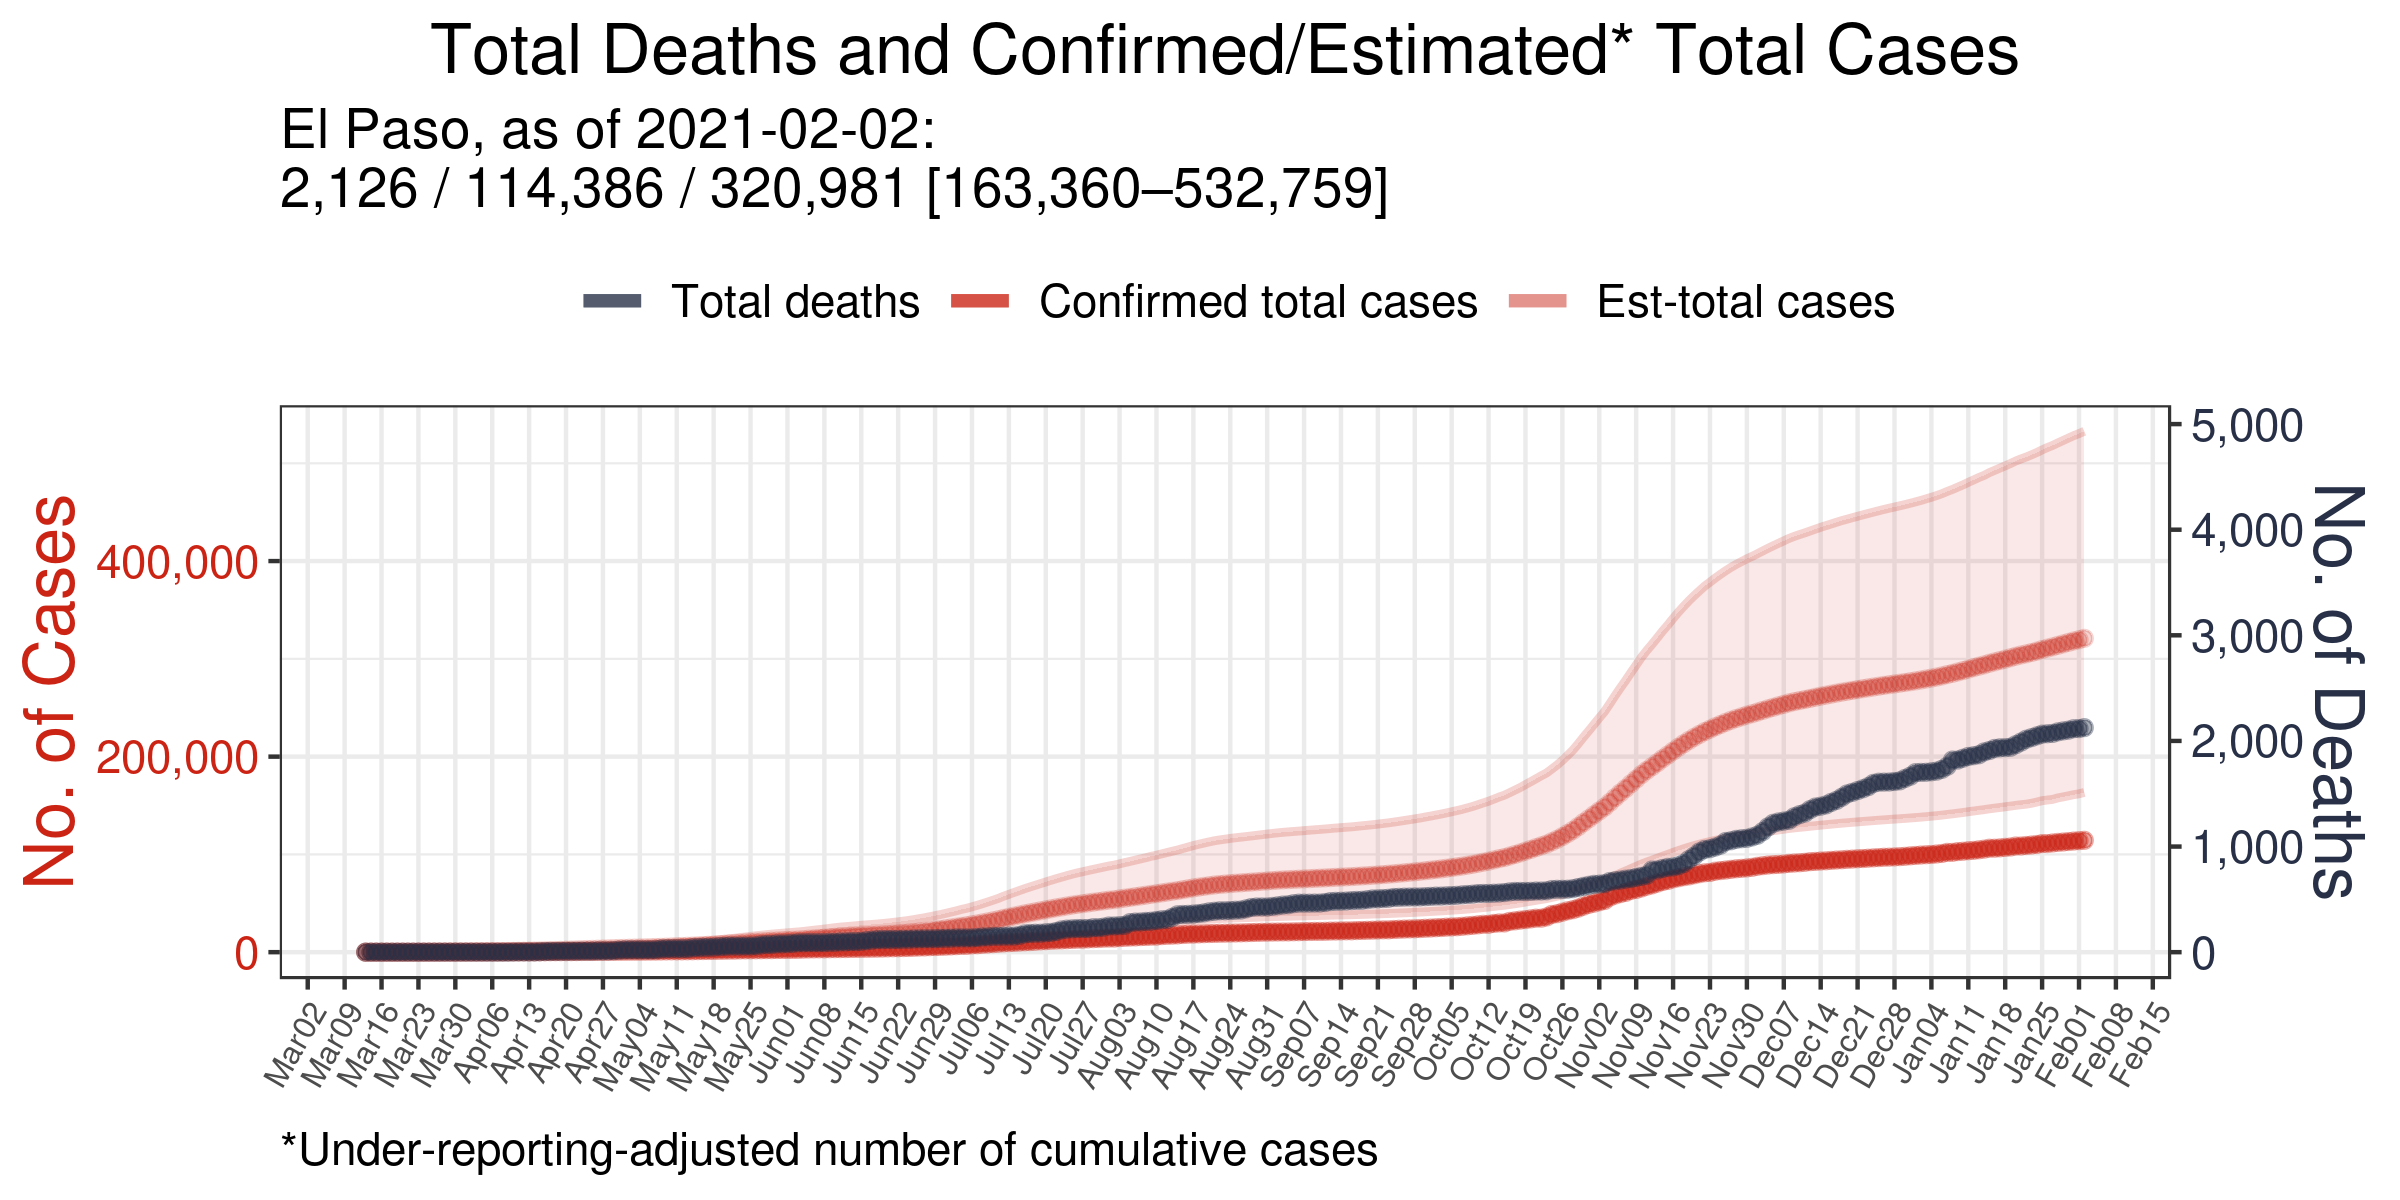 Total Deaths and Confirmed/Estimated* Total Cases
El Paso, as of 2021-02-02:
2,126 / 114,386 / 320,981 [163,360–532,759]
Total deaths Confirmed total cases Est-total cases
No. of Cases
400,000
200,000
0
5,000
4,000
3,000
2,000
1,000
0
No. of Deaths
Mar02 Mar09 Mar16 Mar23 Mar30 Apr06 Apr13 Apr20 Apr27 May04 May11 May18 May25 Jun01 Jun08 Jun15 Jun22 Jun29 Jul06 Jul13 Jul20 Jul27 Aug03 Aug10 Aug17 Aug24 Aug31 Sep07 Sep14 Sep21 Sep28 Oct05 Oct12 Oct19 Oct26 Nov02 Nov09 Nov16 Nov23 Nov30 Dec07 Dec14 Dec21 Dec28 Jan04 Jan11 Jan18 Jan25 Feb01 Feb08 Feb15
*Under-reporting-adjusted number of cumulative cases